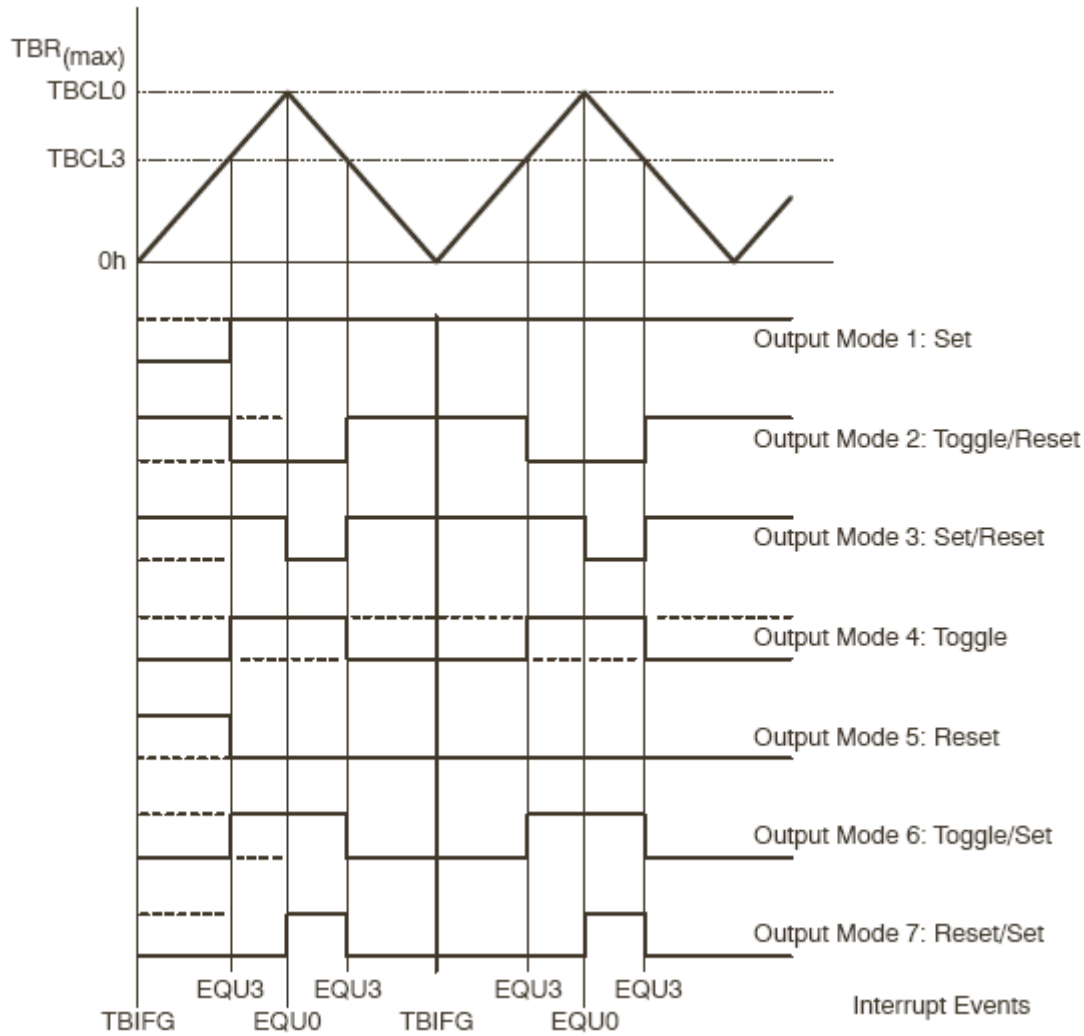 TBR(max)
TBCL0
TBCL3
0h
Output Mode 1: Set
Output Mode 2: Toggle/Reset
Output Mode 3: Set/Reset
Output Mode 4: Toggle
Output Mode 5: Reset
Output Mode 6: Toggle/Set
Output Mode 7: Reset/Set
EQU3 EQU3 EQU3 EQU3
TBIFG EQU0 TBIFG EQU0 Interrupt Events